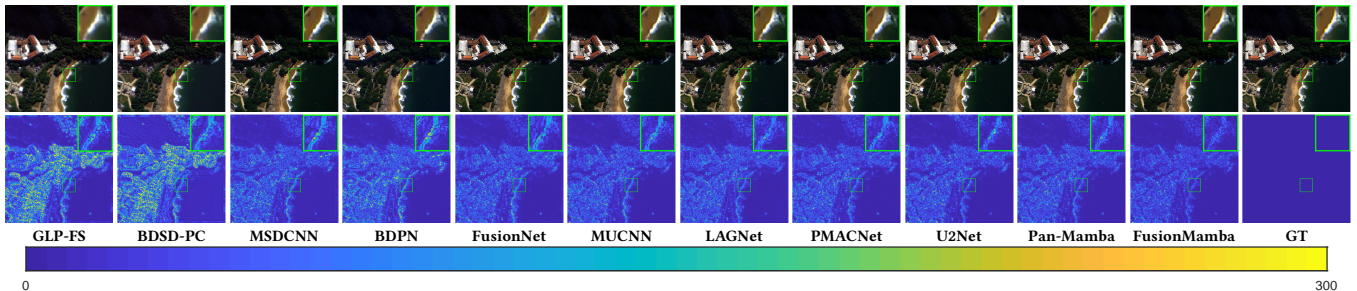 GLP-FS BDSD-PC MSDCNN BDPN FusionNet MUCNN LAGNet PMACNet U2Net Pan-Mamba FusionMamba GT
0 300